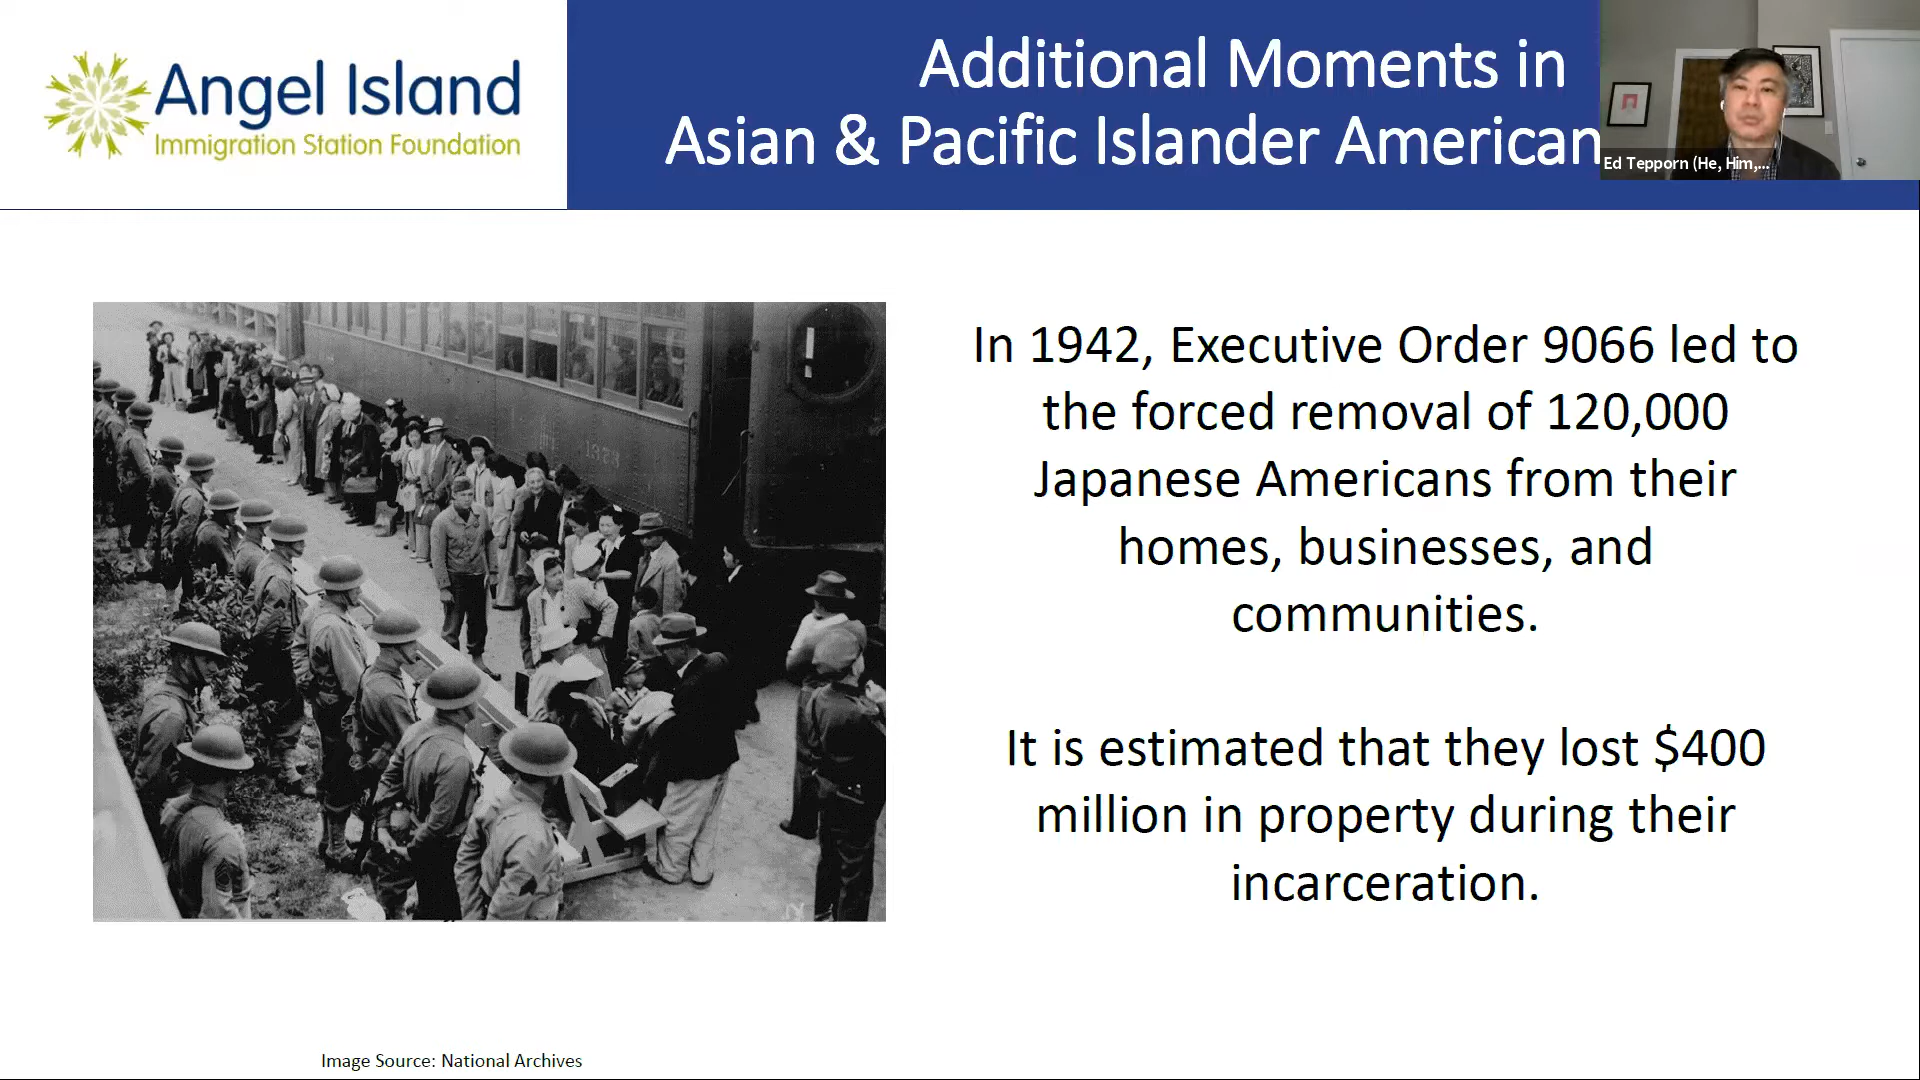 Angel Island
Immigration Station Foundation
Additional Moments in
Asian & Pacific Islander American
Ed Tepporn (He, Him,...
In 1942, Executive Order 9066 led to
the forced removal of 120,000
Japanese Americans from their
homes, businesses, and
communities.
It is estimated that they lost $400
million in property during their
incarceration.
Image Source: National Archives